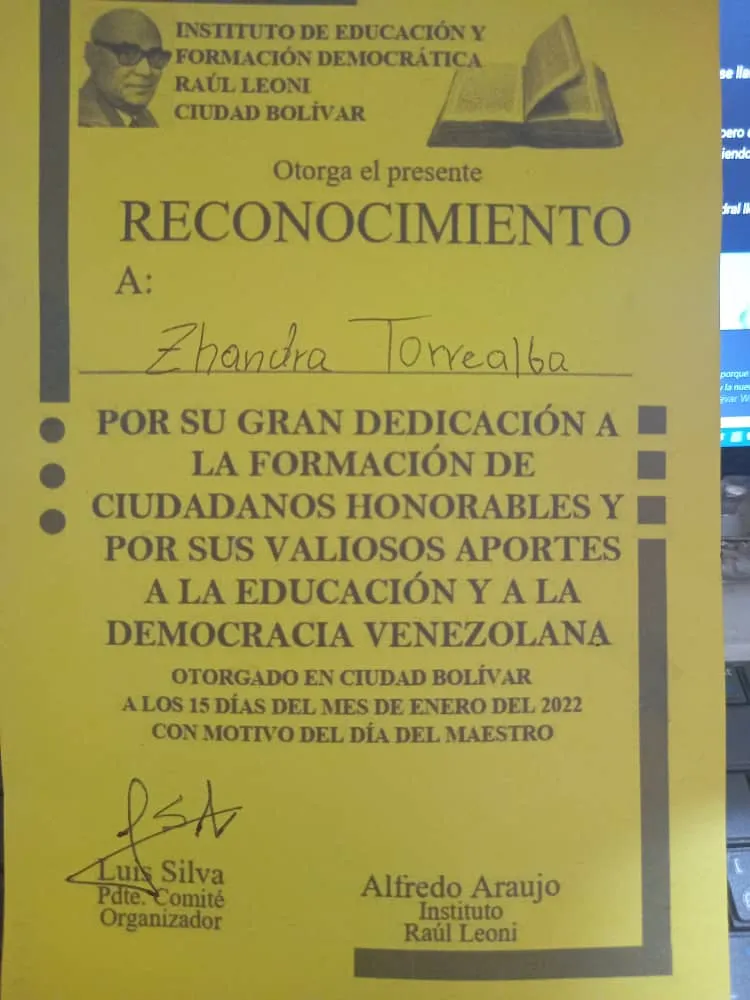 INSTITUTO DE EDUCACIÓN Y
FORMACIÓN DEMOCRÁTICA
RAÚL LEONI
CIUDAD BOLÍVAR
Otorga el presente
RECONOCIMIENTO
A:
Zhandra Torrealba
POR SU GRAN DEDICACIÓN A
LA FORMACIÓN DE
CIUDADANOS HONORABLES Y
POR SUS VALIOSOS APORTES
A LA EDUCACIÓN Y A LA
DEMOCRACIA VENEZOLANA
OTORGADO EN CIUDAD BOLÍVAR
A LOS 15 DÍAS DEL MES DE ENERO DEL 2022
CON MOTIVO DEL DÍA DEL MAESTRO
Luis Silva
Pdte. Comité
Organizador
Alfredo Araujo
Instituto
Raúl Leoni
porque